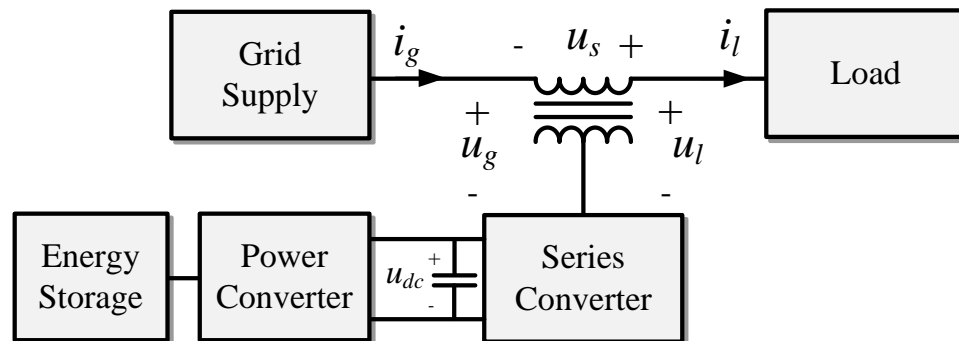 Grid
Supply
i_g
- u_s +
i_l
Load
+
u_g
-
+
u_l
-
Energy
Storage
Power
Converter
+
u_dc
-
Series
Converter